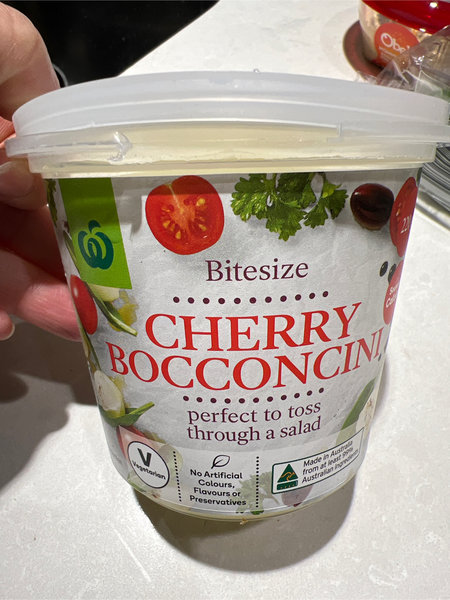 Bitesize
CHERRY
BOCCONCINI
perfect to toss
through a salad
V
Vegetarian
No Artificial
Colours,
Flavours or
Preservatives
Made in Australia
from at least 99%
Australian Ingredients